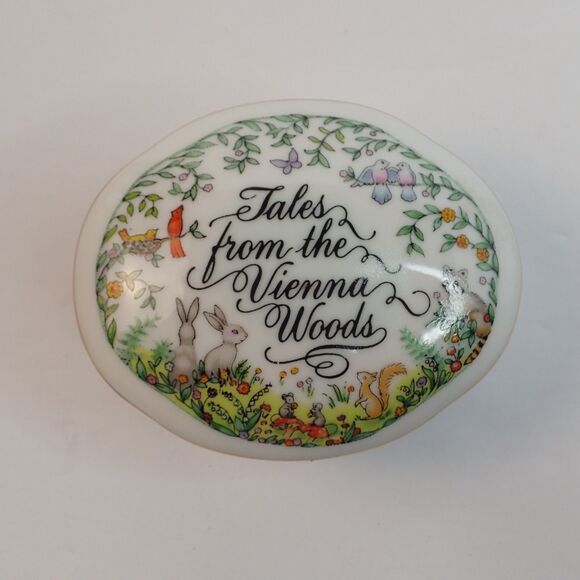 Tales
from the
Vienna
Woods